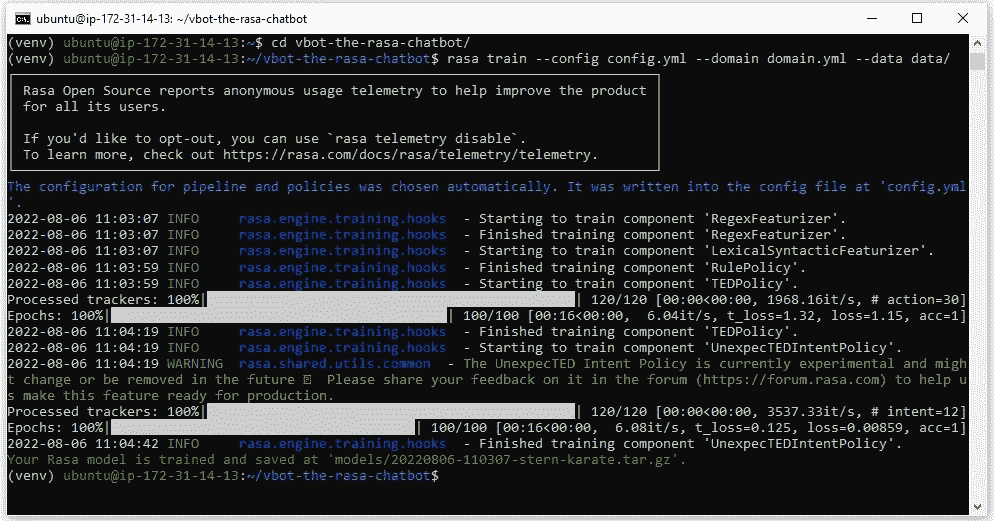 ubuntu@ip-172-31-14-13: ~/vbot-the-rasa-chatbot
(venv) ubuntu@ip-172-31-14-13:~$ cd vbot-the-rasa-chatbot/
(venv) ubuntu@ip-172-31-14-13:~/vbot-the-rasa-chatbot$ rasa train --config config.yml --domain domain.yml --data data/
Rasa Open Source reports anonymous usage telemetry to help improve the product
for all its users.
If you'd like to opt-out, you can use `rasa telemetry disable`.
To learn more, check out https://rasa.com/docs/rasa/telemetry/telemetry.
The configuration for pipeline and policies was chosen automatically. It was written into the config file at 'config.yml
'.
2022-08-06 11:03:07 INFO     rasa.engine.training.hooks  - Starting to train component 'RegexFeaturizer'.
2022-08-06 11:03:07 INFO     rasa.engine.training.hooks  - Finished training component 'RegexFeaturizer'.
2022-08-06 11:03:07 INFO     rasa.engine.training.hooks  - Starting to train component 'LexicalSyntacticFeaturizer'.
2022-08-06 11:03:59 INFO     rasa.engine.training.hooks  - Finished training component 'RulePolicy'.
2022-08-06 11:03:59 INFO     rasa.engine.training.hooks  - Starting to train component 'TEDPolicy'.
Processed trackers: 100%| | 120/120 [00:00<00:00, 1968.16it/s, # action=30]
Epochs: 100%| | 100/100 [00:16<00:00,  6.04it/s, t_loss=1.32, loss=1.15, acc=1]
2022-08-06 11:04:19 INFO     rasa.engine.training.hooks  - Finished training component 'TEDPolicy'.
2022-08-06 11:04:19 INFO     rasa.engine.training.hooks  - Starting to train component 'UnexpecTEDIntentPolicy'.
2022-08-06 11:04:19 WARNING  rasa.shared.utils.common  - The UnexpecTED Intent Policy is currently experimental and migh
t change or be removed in the future  Please share your feedback on it in the forum (https://forum.rasa.com) to help u
s make this feature ready for production.
Processed trackers: 100%| | 120/120 [00:00<00:00, 3537.33it/s, # intent=12]
Epochs: 100%| | 100/100 [00:16<00:00,  6.08it/s, t_loss=0.125, loss=0.00859, acc=1]
2022-08-06 11:04:42 INFO     rasa.engine.training.hooks  - Finished training component 'UnexpecTEDIntentPolicy'.
Your Rasa model is trained and saved at 'models/20220806-110307-stern-karate.tar.gz'.
(venv) ubuntu@ip-172-31-14-13:~/vbot-the-rasa-chatbot$